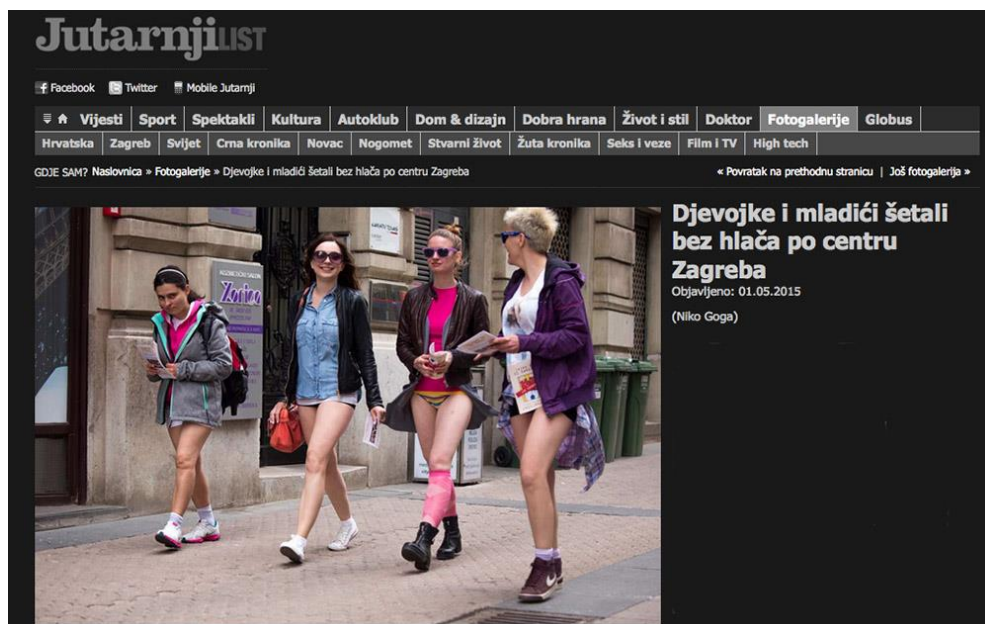 Jutarnji LIST
Facebook Twitter Mobile Jutarnji
Vijesti Sport Spektakli Kultura Autoklub Dom & dizajn Dobra hrana Život i stil Doktor Fotogalerije Globus
Hrvatska Zagreb Svijet Crna kronika Novac Nogomet Stvarni život Žuta kronika Seks i veze Film i TV High tech
GDJE SAM? Naslovnica » Fotogalerije » Djevojke i mladići šetali bez hlača po centru Zagreba « Povratak na prethodnu stranicu | Još fotogalerija »
Djevojke i mladići šetali
bez hlača po centru
Zagreba
Objavljeno: 01.05.2015
(Niko Goga)
KOZMETIČKI SALON
Zorica